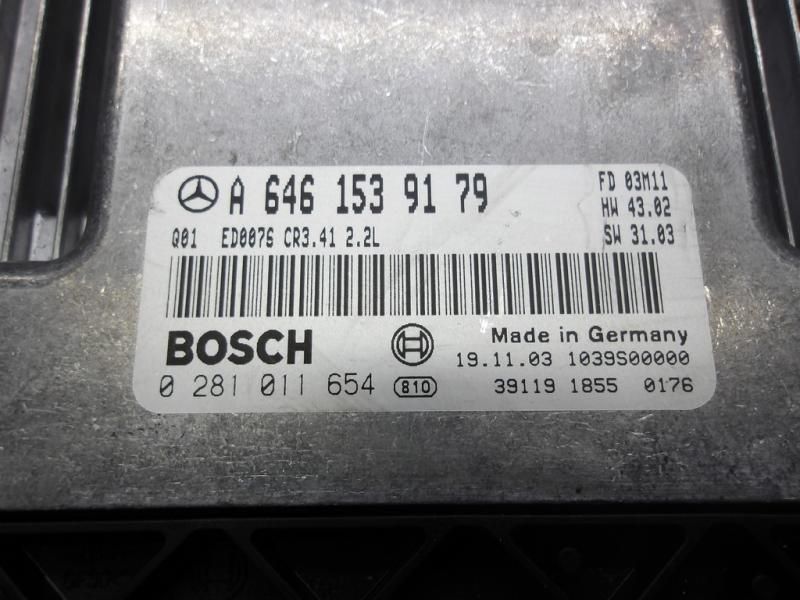 A 646 153 91 79
FD 03M11
HW 43.02
Q01 ED0076 CR3.41 2.2L
SW 31.03
BOSCH
Made in Germany
19.11.03 1039S00000
0 281 011 654 810
391191 1855 0176